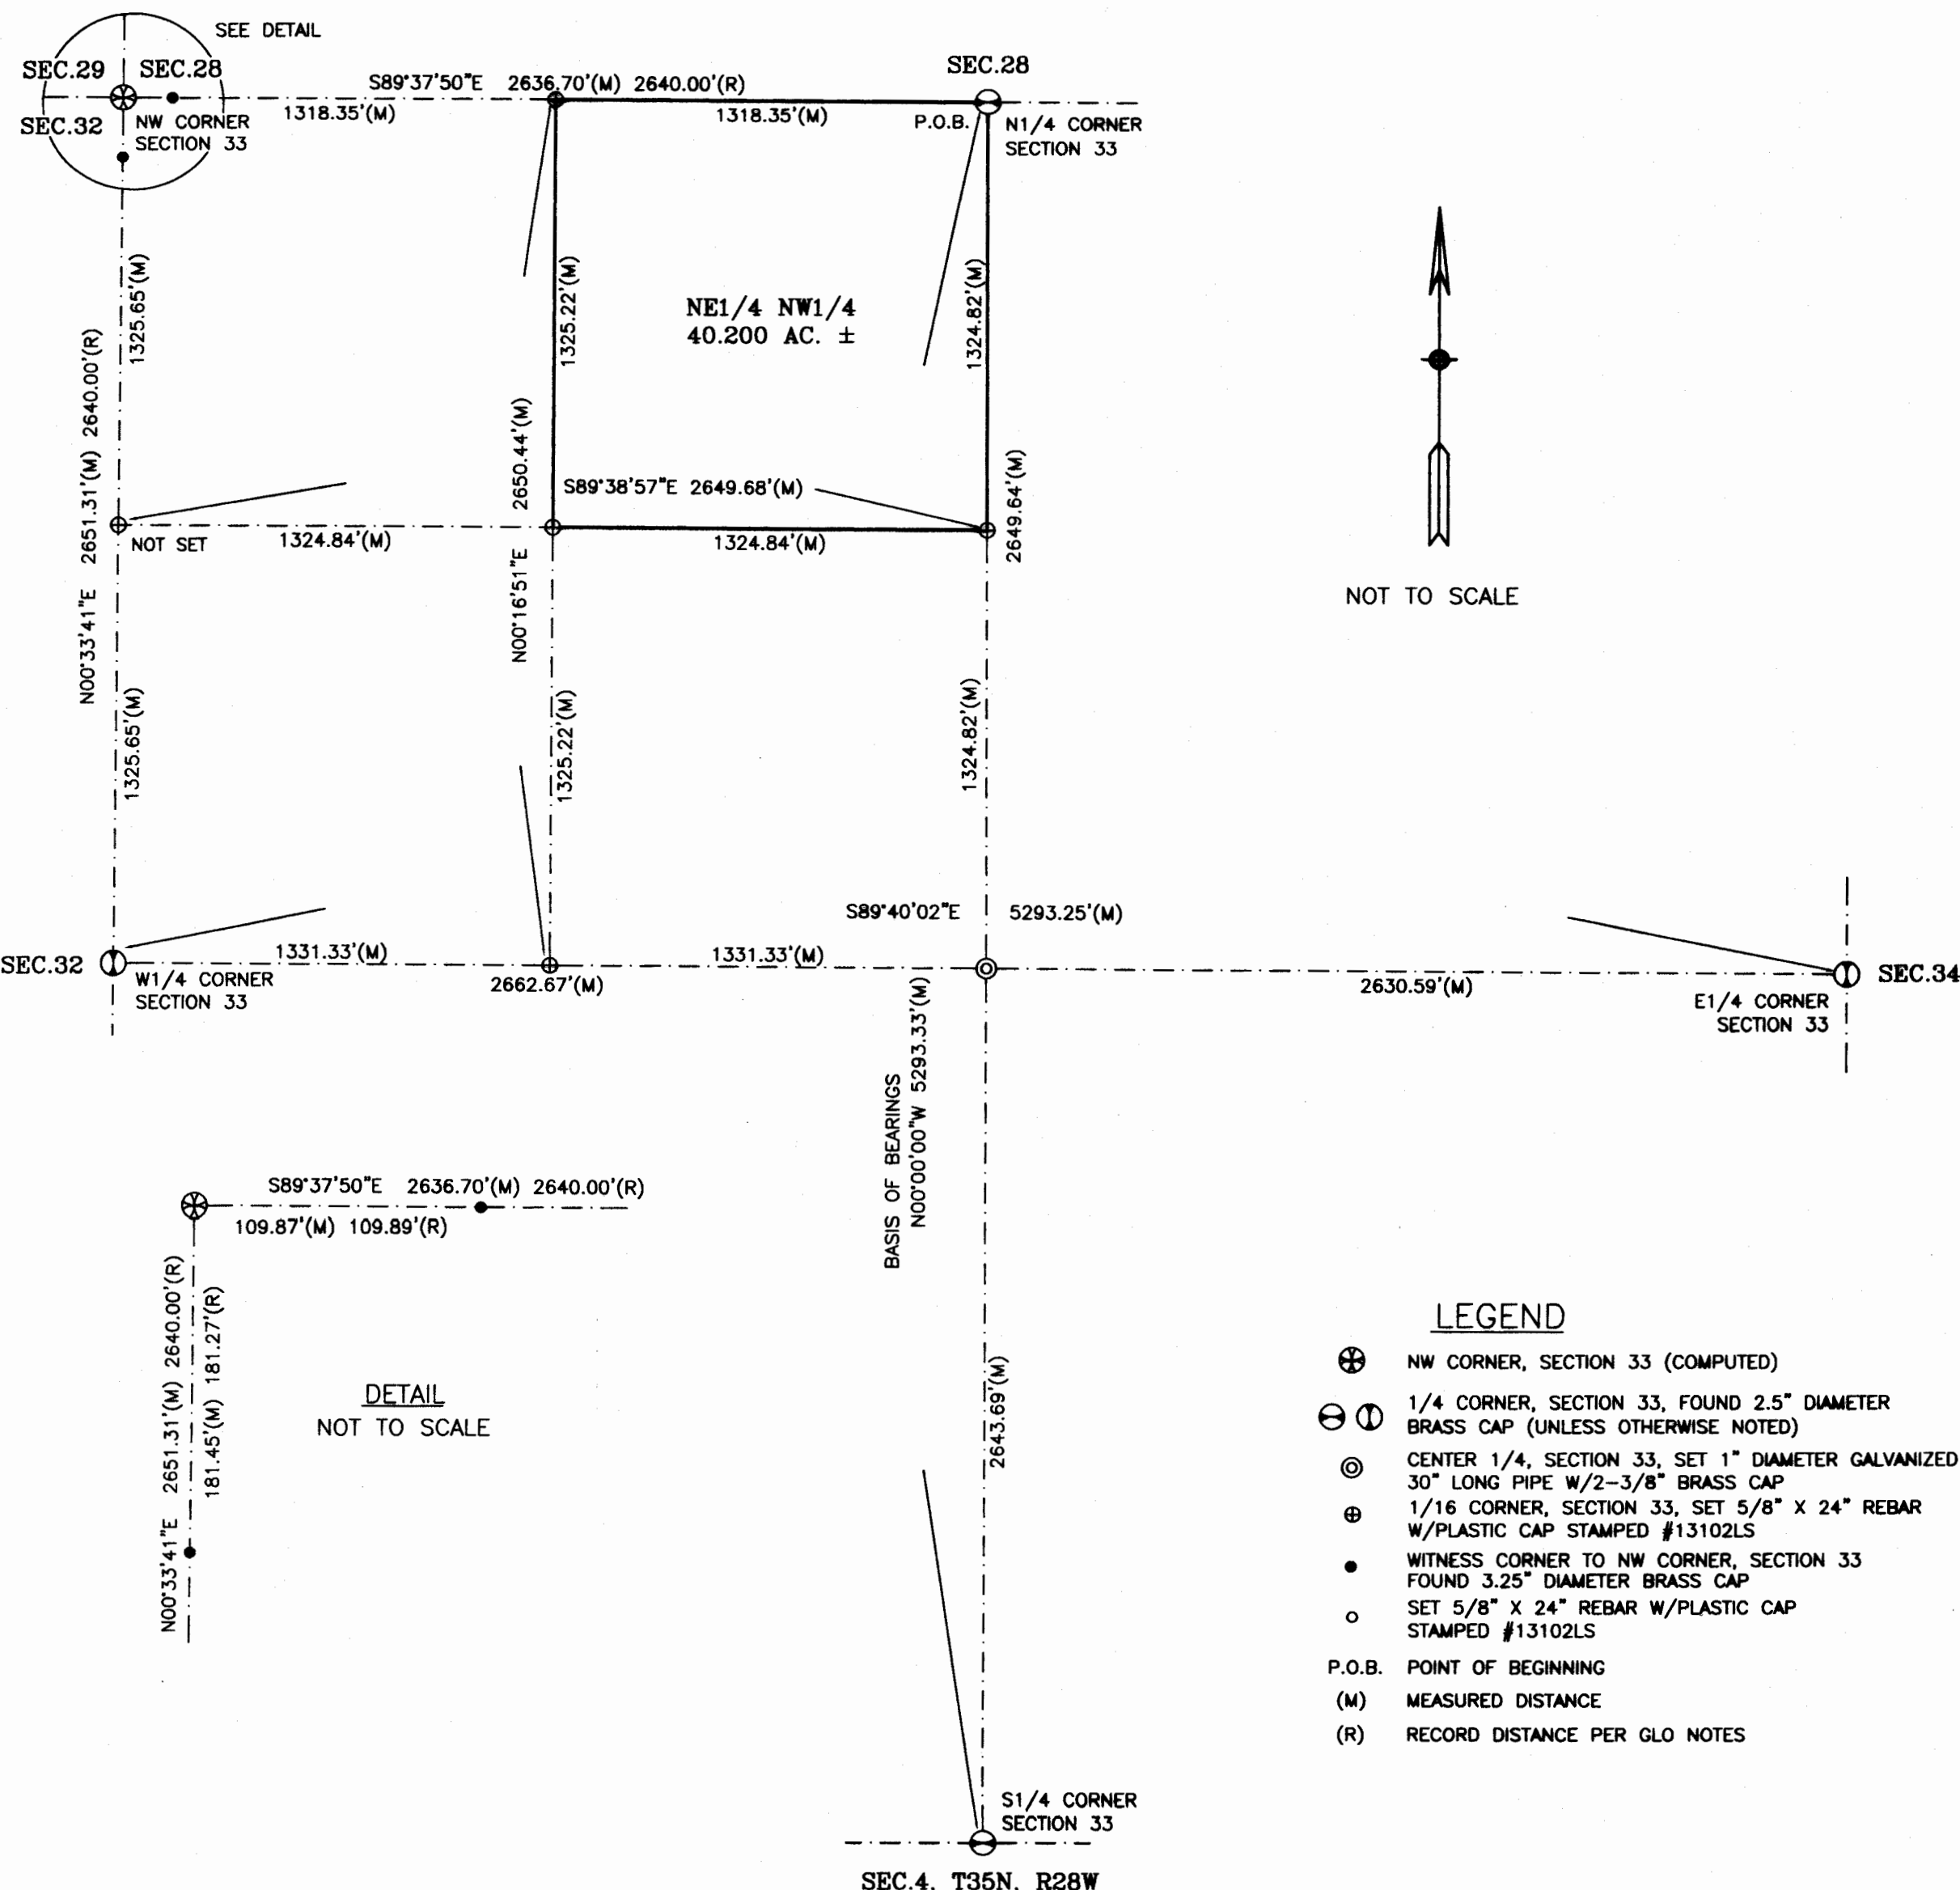 SEE DETAIL
SEC.29 SEC.28
SEC.32
NW CORNER
SECTION 33
S89°37'50"E 2636.70'(M) 2640.00'(R)
1318.35'(M)
1318.35'(M)
SEC.28
P.O.B.
N1/4 CORNER
SECTION 33
1325.65'(M)
N00°33'41"E 2651.31'(M) 2640.00'(R)
1325.22'(M)
NE1/4 NW1/4
40.200 AC. ±
1324.82'(M)
N00°16'51"E 2650.44'(M)
S89°38'57"E 2649.68'(M)
2649.64'(M)
NOT SET
1324.84'(M)
1324.84'(M)
NOT TO SCALE
1325.65'(M)
1325.22'(M)
1324.82'(M)
S89°40'02"E 5293.25'(M)
SEC.32
W1/4 CORNER
SECTION 33
1331.33'(M)
1331.33'(M)
2662.67'(M)
2630.59'(M)
SEC.34
E1/4 CORNER
SECTION 33
BASIS OF BEARINGS
N00°00'00"W 5293.33'(M)
S89°37'50"E 2636.70'(M) 2640.00'(R)
109.87'(M) 109.89'(R)
N00°33'41"E 2651.31'(M) 2640.00'(R)
181.45'(M) 181.27'(R)
DETAIL
NOT TO SCALE
2643.69'(M)
S1/4 CORNER
SECTION 33
SEC.4, T35N, R28W
LEGEND
NW CORNER, SECTION 33 (COMPUTED)
1/4 CORNER, SECTION 33, FOUND 2.5" DIAMETER
BRASS CAP (UNLESS OTHERWISE NOTED)
CENTER 1/4, SECTION 33, SET 1" DIAMETER GALVANIZED
30" LONG PIPE W/2-3/8" BRASS CAP
1/16 CORNER, SECTION 33, SET 5/8" X 24" REBAR
W/PLASTIC CAP STAMPED #13102LS
WITNESS CORNER TO NW CORNER, SECTION 33
FOUND 3.25" DIAMETER BRASS CAP
SET 5/8" X 24" REBAR W/PLASTIC CAP
STAMPED #13102LS
P.O.B. POINT OF BEGINNING
(M) MEASURED DISTANCE
(R) RECORD DISTANCE PER GLO NOTES